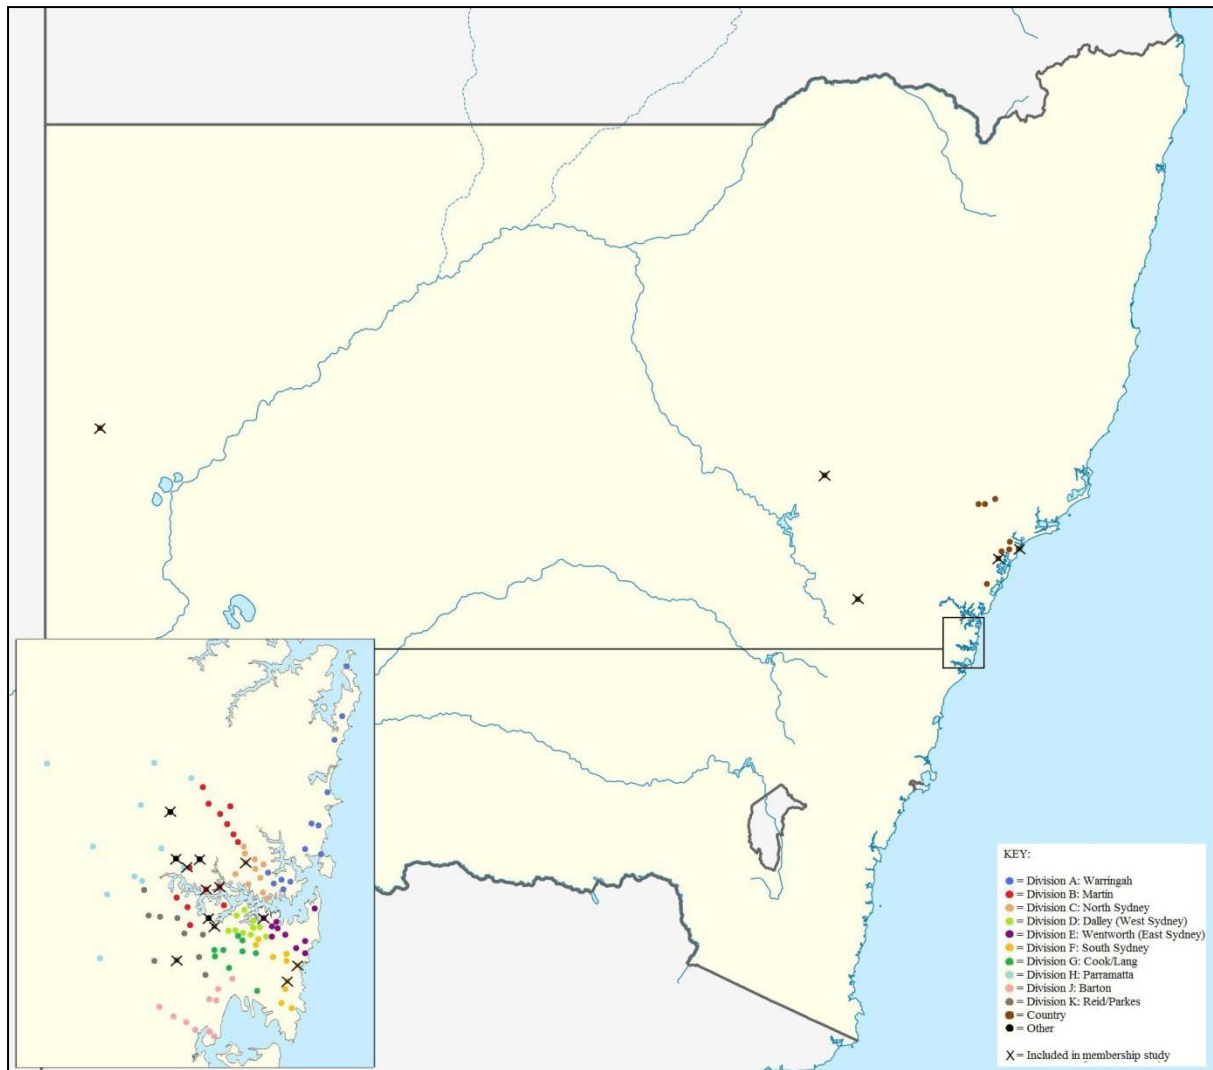 KEY:
= Division A: Warringah
= Division B: Martin
= Division C: North Sydney
= Division D: Dalley (West Sydney)
= Division E: Wentworth (East Sydney)
= Division F: South Sydney
= Division G: Cook/Lang
= Division H: Parramatta
= Division J: Barton
= Division K: Reid/Parkes
= Country
= Other
X = Included in membership study